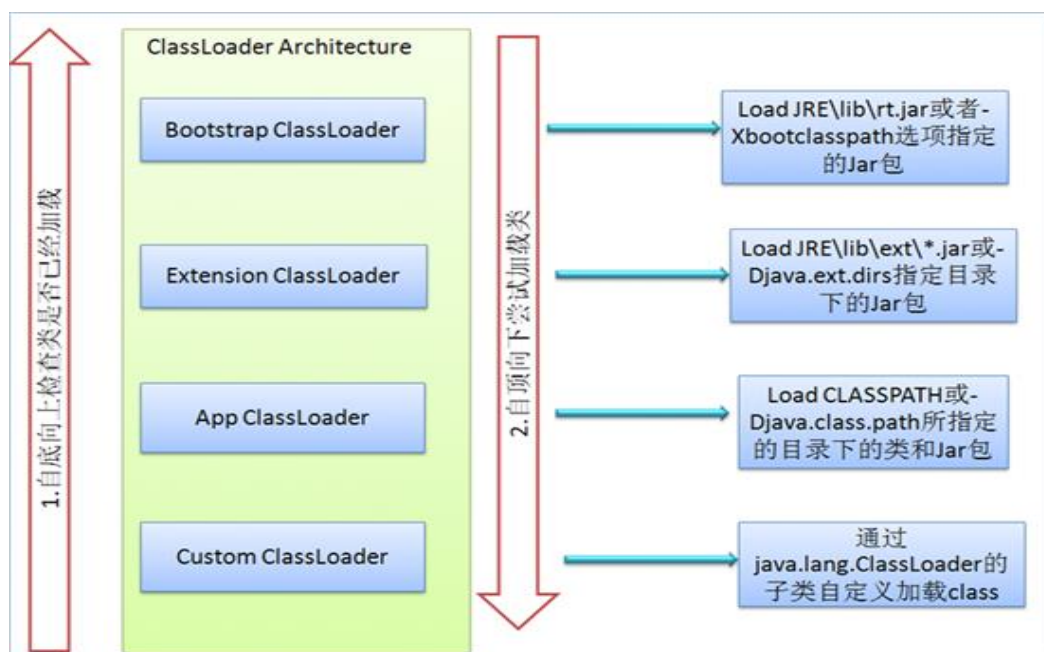 ClassLoader Architecture
1.自底向上检查类是否已经加载
2.自顶向下尝试加载类
Bootstrap ClassLoader
Load JRE\lib\rt.jar或者-
Xbootclasspath选项指定
的Jar包
Extension ClassLoader
Load JRE\lib\ext\*.jar或-
Djava.ext.dirs指定目录
下的Jar包
App ClassLoader
Load CLASSPATH或-
Djava.class.path所指定
的目录下的类和Jar包
Custom ClassLoader
通过
java.lang.ClassLoader的
子类自定义加载class